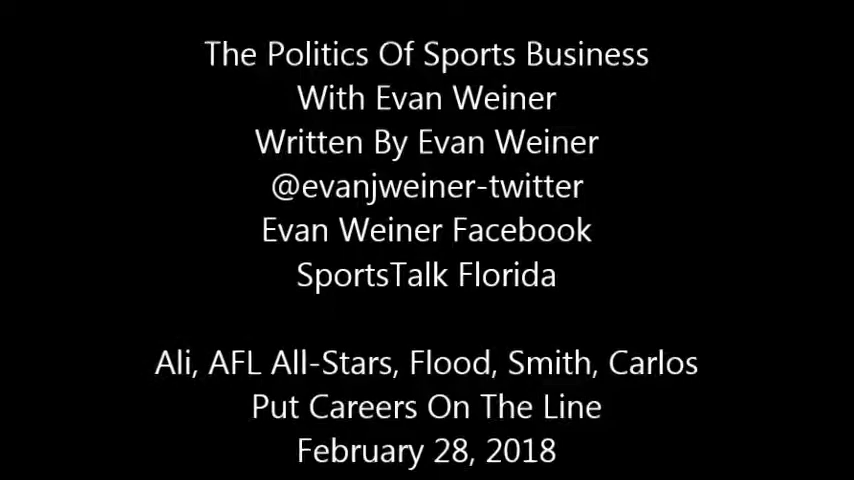 The Politics Of Sports Business
With Evan Weiner
Written By Evan Weiner
@evanjweiner-twitter
Evan Weiner Facebook
SportsTalk Florida
Ali, AFL All-Stars, Flood, Smith, Carlos
Put Careers On The Line
February 28, 2018